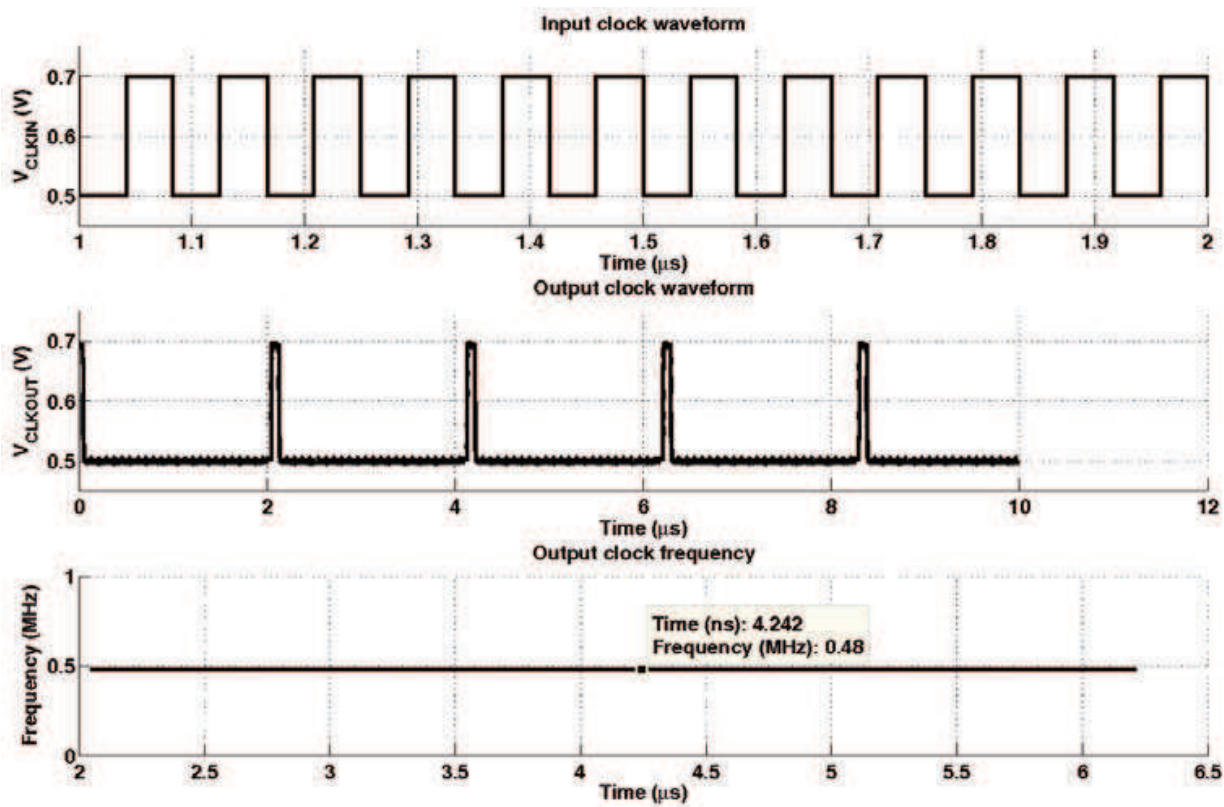 Input clock waveform
V_CLKIN (V)
0.7
0.6
0.5
1 1.1 1.2 1.3 1.4 1.5 1.6 1.7 1.8 1.9 2
Time (μs)
Output clock waveform
V_CLKOUT (V)
0.7
0.6
0.5
0 2 4 6 8 10 12
Time (μs)
Output clock frequency
Frequency (MHz)
1
0.5
0
Time (ns): 4.242
Frequency (MHz): 0.48
2 2.5 3 3.5 4 4.5 5 5.5 6 6.5
Time (μs)